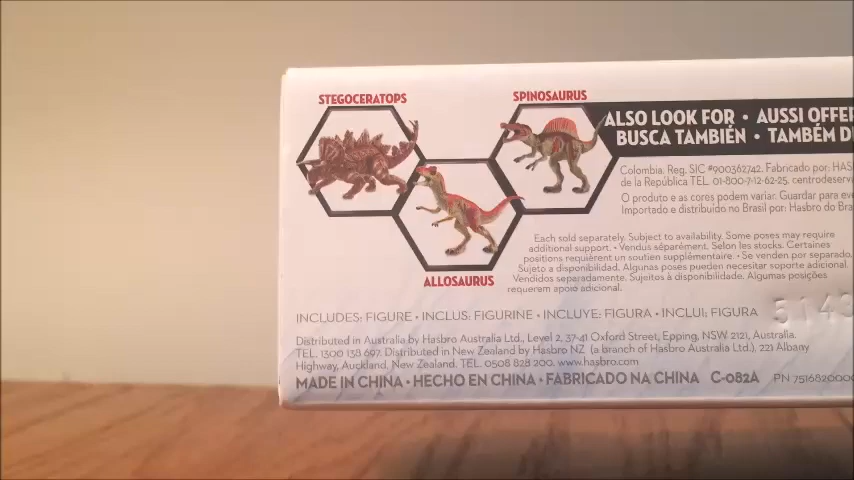 STEGOCERATOPS
SPINOSAURUS
ALLOSAURUS
ALSO LOOK FOR • AUSSI OFFER
BUSCA TAMBIÉN • TAMBÉM D
Colombia. Reg. SIC #900362742. Fabricado por: HAS
de la República TEL. 01-800-7-12-62-25. centrodeserv
O produto e as cores podem variar. Guardar para eve
Importado e distribuido no Brasil por: Hasbro do Bra
Each sold separately. Subject to availability. Some poses may require
additional support. • Vendus séparément. Selon les stocks. Certaines
positions requièrent un soutien supplémentaire. • Se venden por separado.
Sujeto a disponibilidad. Algunas poses pueden necesitar soporte adicional.
Vendidos separadamente. Sujeitos à disponibilidade. Algumas posições
requerem apoio adicional.
INCLUDES: FIGURE • INCLUS: FIGURINE • INCLUYE: FIGURA • INCLUI: FIGURA
5143
Distributed in Australia by Hasbro Australia Ltd., Level 2, 37-41 Oxford Street, Epping, NSW 2121, Australia.
TEL. 1300 138 697. Distributed in New Zealand by Hasbro NZ (a branch of Hasbro Australia Ltd.), 221 Albany
Highway, Auckland, New Zealand. TEL. 0508 828 200. www.hasbro.com
MADE IN CHINA • HECHO EN CHINA • FABRICADO NA CHINA C-082A PN 751682000